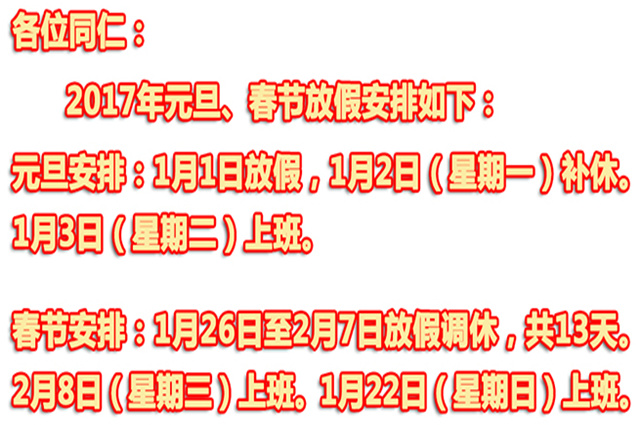 各位同仁：
2017年元旦、春节放假安排如下：
元旦安排：1月1日放假，1月2日（星期一）补休。
1月3日（星期二）上班。
春节安排：1月26日至2月7日放假调休，共13天。
2月8日（星期三）上班。1月22日（星期日）上班。